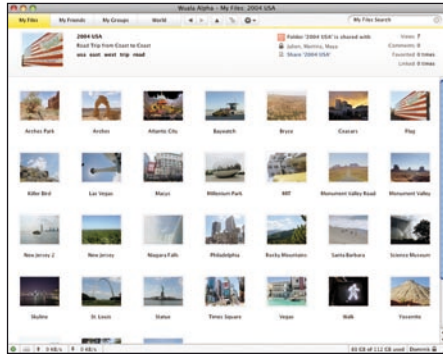 Wuala Alpha - My Files: 2004 USA
My Files My Friends My Groups World My Files Search
2004 USA
Road Trip from Coast to Coast
usa east west trip road
Folder '2004 USA' is shared with
Julian, Martina, Maya
Share '2004 USA'
Views: 7
Comments: 0
Favorited: 0 times
Linked: 0 times
Arches Park Arches Atlantic City Baywatch Bryce Coaxars Flag
Killer Bird Las Vegas Macys Millenium Park MIT Monument Valley Road Monument Valley
New Jersey 2 New Jersey Niagara Falls Philadelphia Rocky Mountains Santa Barbara Science Museum
Skyline St. Louis Statue Times Square Vegas Walk Yosemite
0 KB/s 0 KB/s 65 GB of 112 GB used Dominik